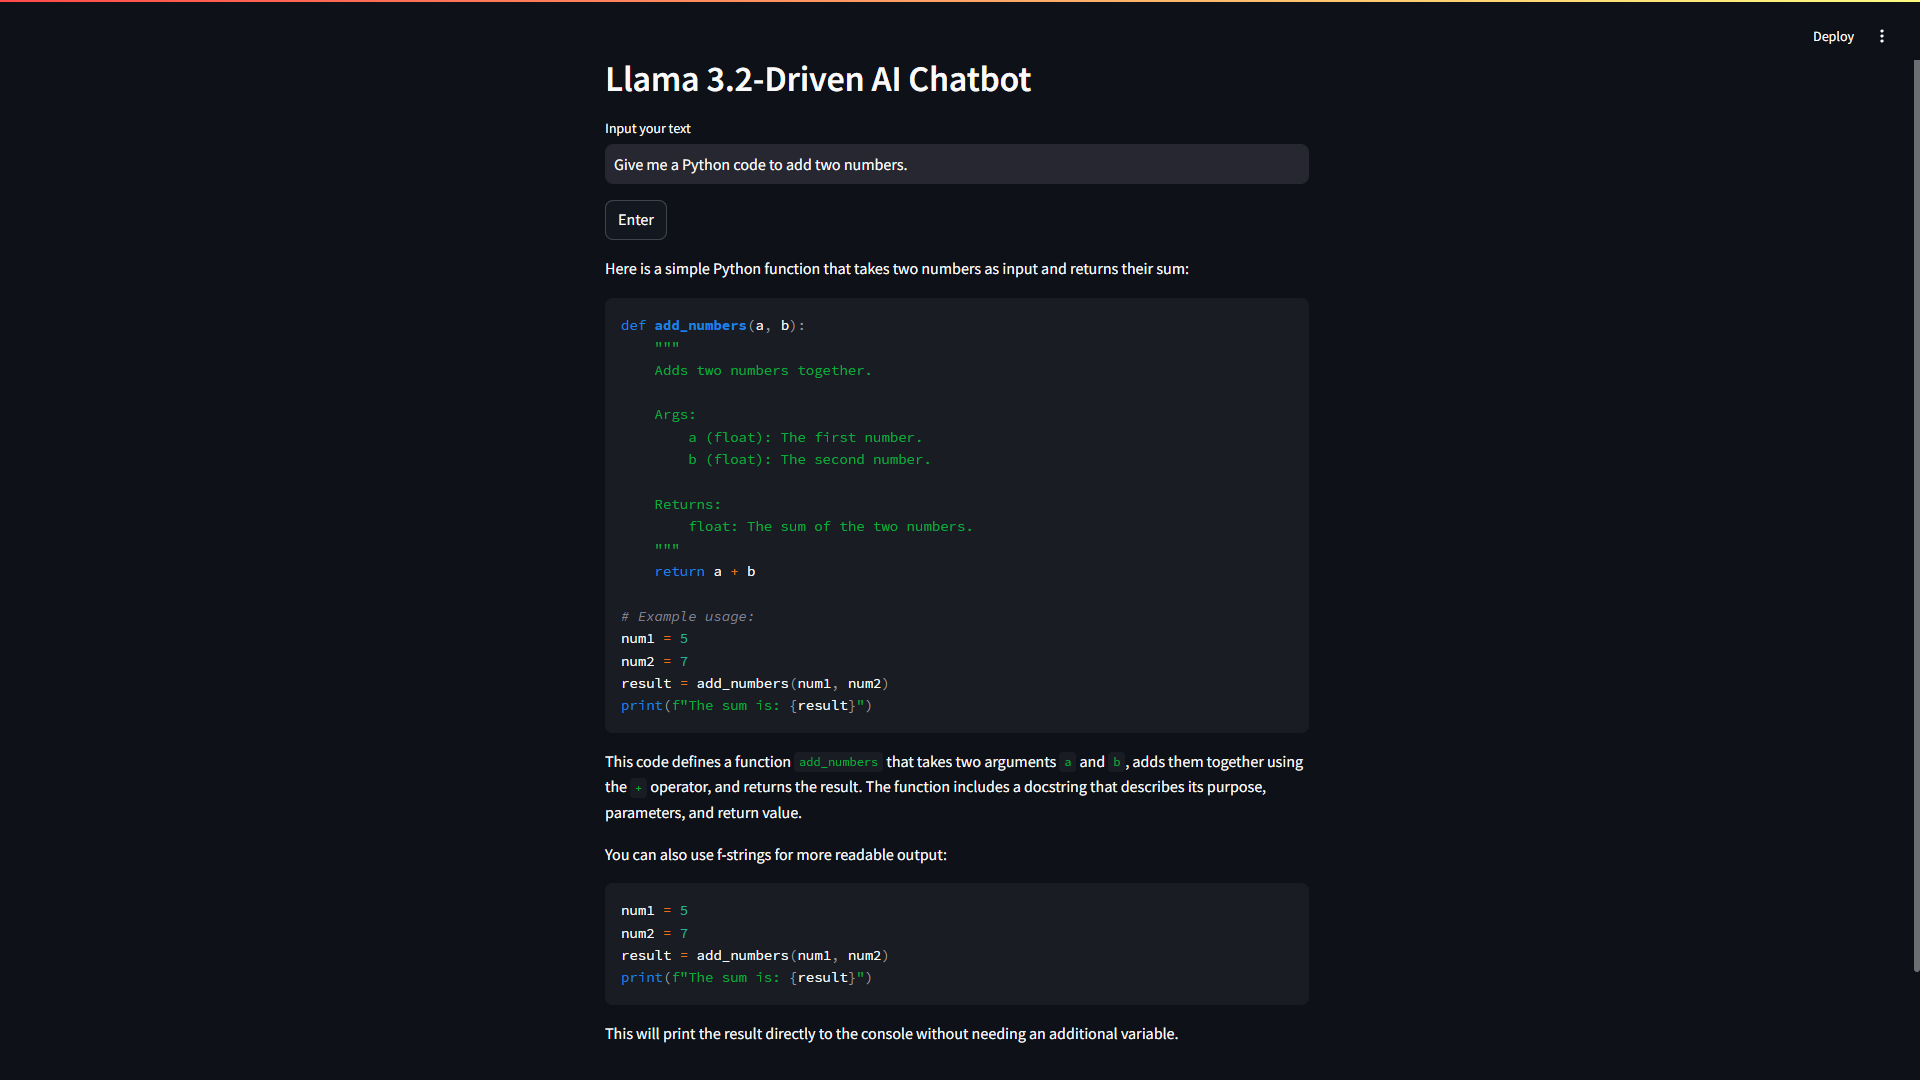 Deploy
Llama 3.2-Driven AI Chatbot
Input your text
Give me a Python code to add two numbers.
Enter
Here is a simple Python function that takes two numbers as input and returns their sum:
def add_numbers(a, b):
    """
    Adds two numbers together.

    Args:
        a (float): The first number.
        b (float): The second number.

    Returns:
        float: The sum of the two numbers.
    """
    return a + b

# Example usage:
num1 = 5
num2 = 7
result = add_numbers(num1, num2)
print(f"The sum is: {result}")
This code defines a function add_numbers that takes two arguments a and b, adds them together using
the + operator, and returns the result. The function includes a docstring that describes its purpose,
parameters, and return value.
You can also use f-strings for more readable output:
num1 = 5
num2 = 7
result = add_numbers(num1, num2)
print(f"The sum is: {result}")
This will print the result directly to the console without needing an additional variable.